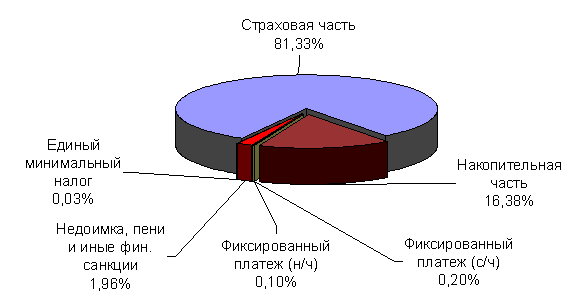 Страховая часть
81,33%
Единый
минимальный
налог
0,03%
Накопительная
часть
16,38%
Недоимка, пени
и иные фин.
санкции
1,96%
Фиксированный
платеж (н/ч)
0,10%
Фиксированный
платеж (с/ч)
0,20%